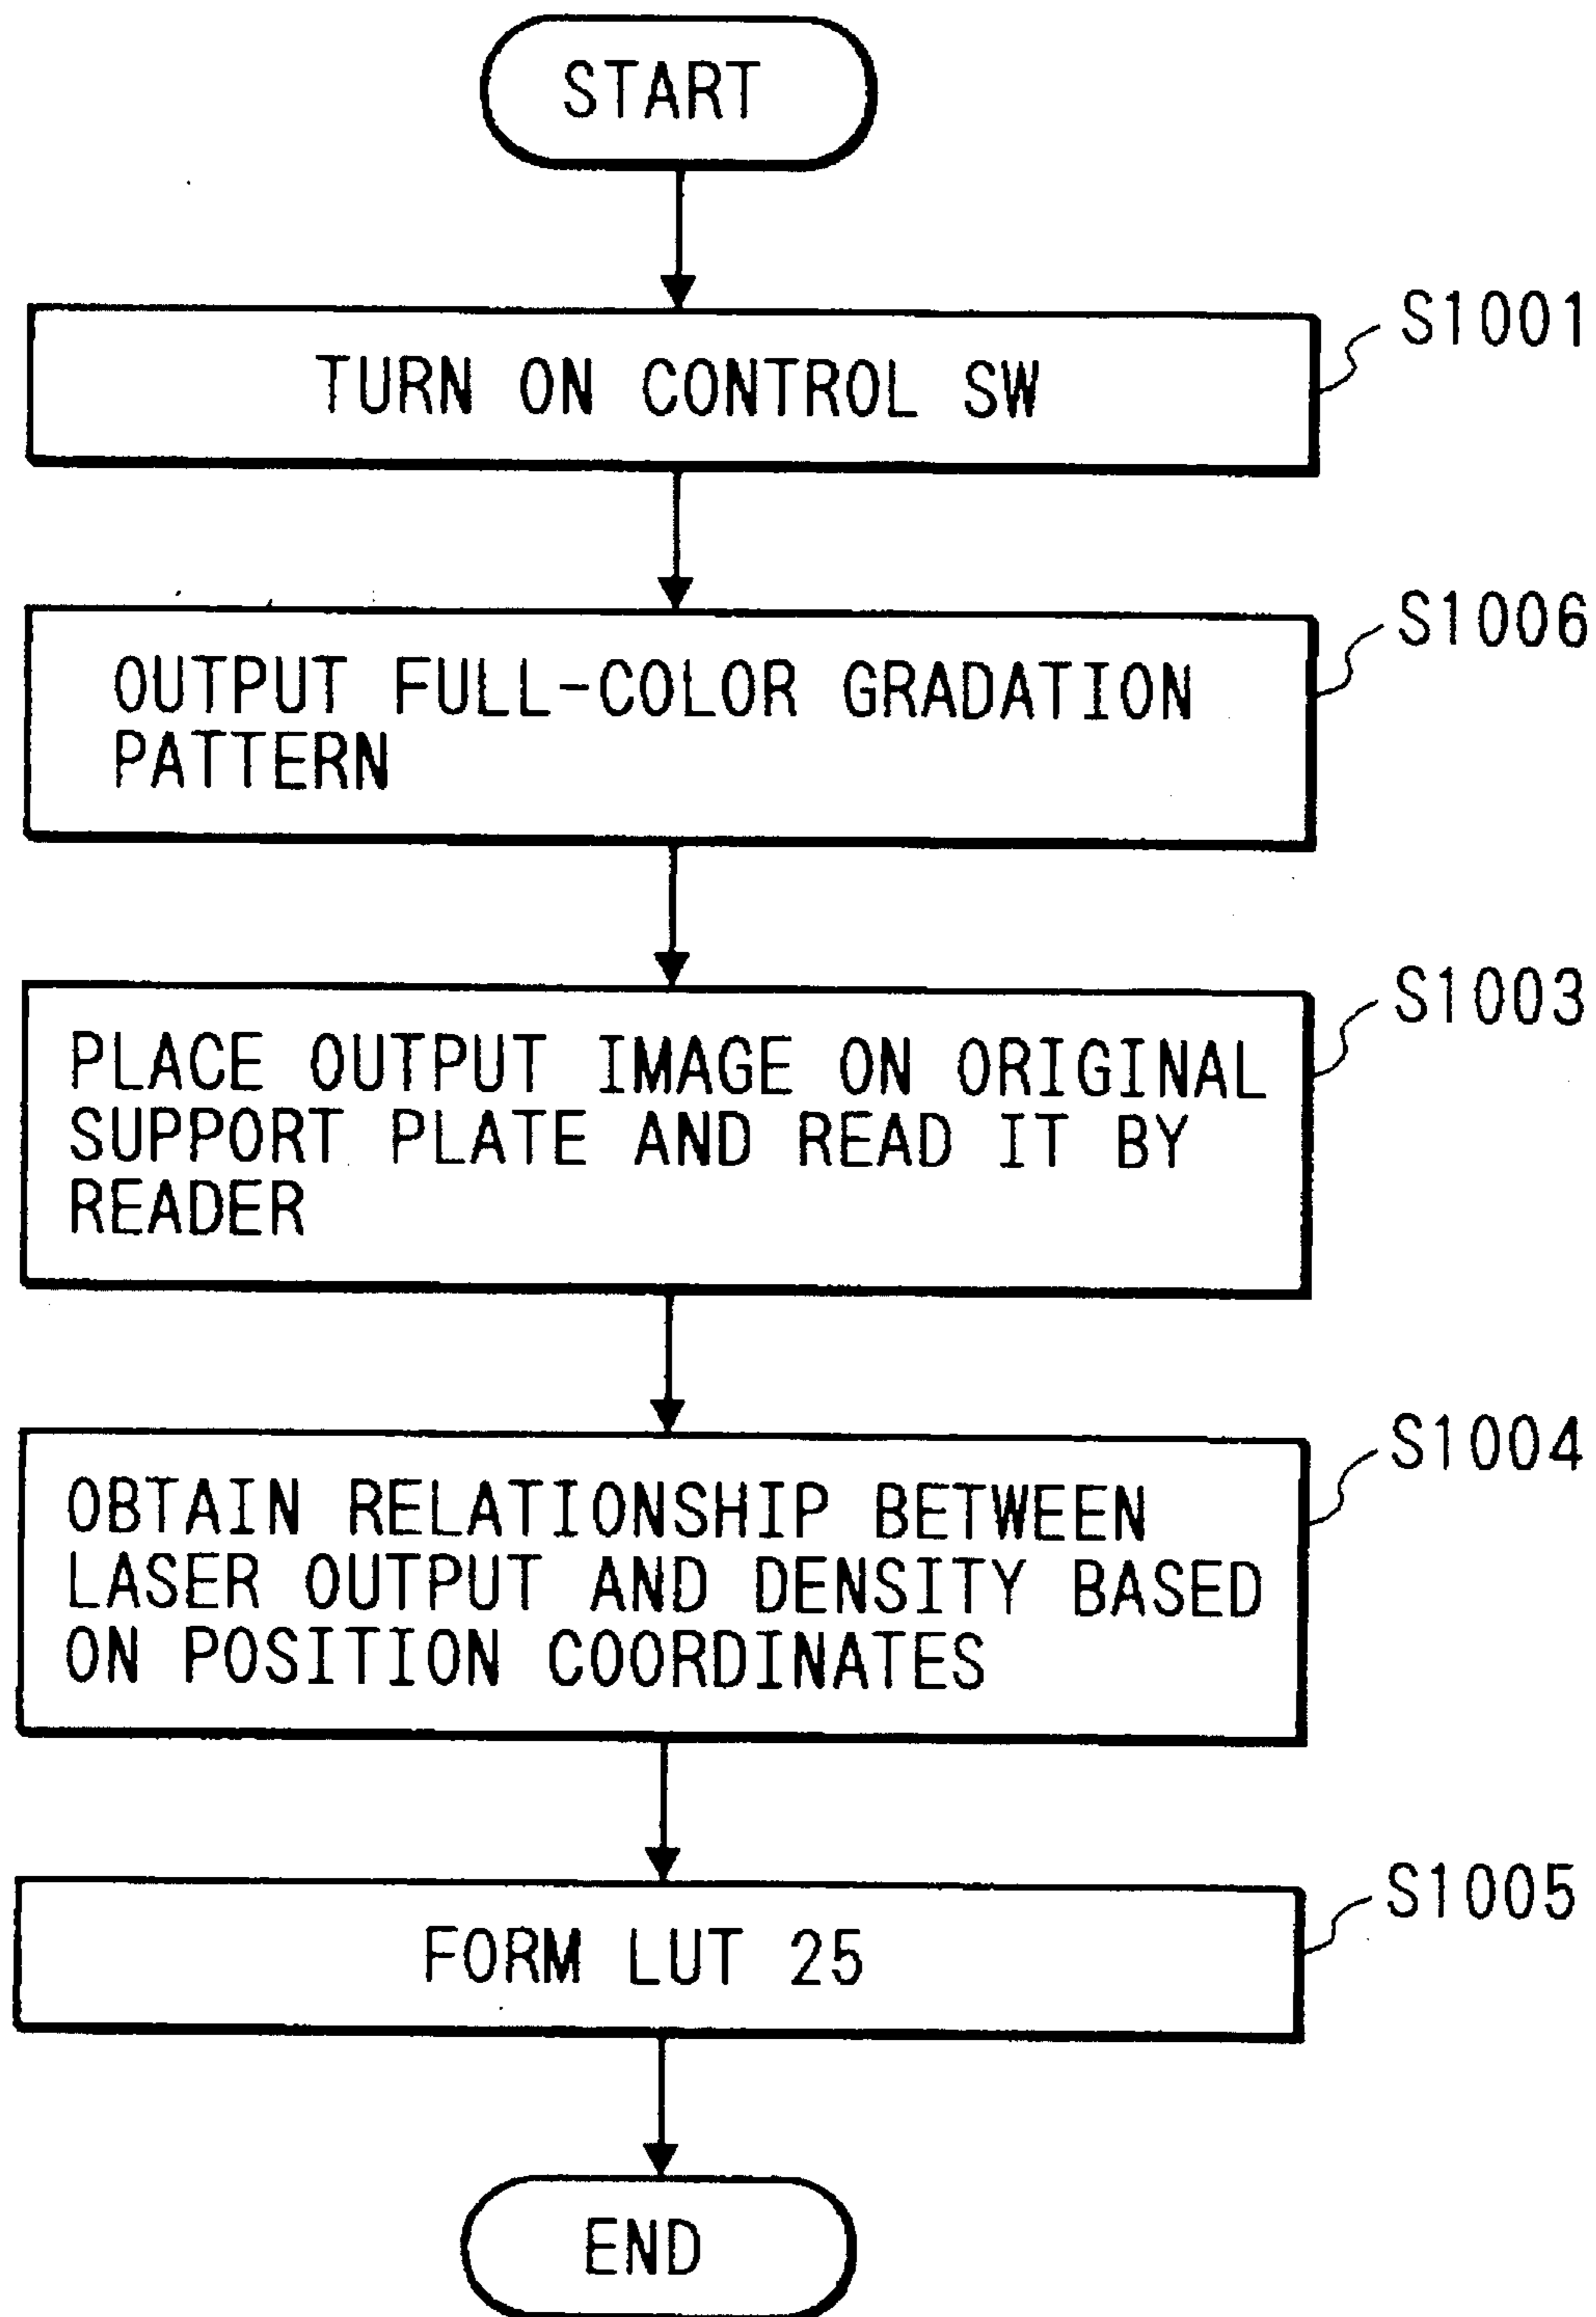 START
S1001
TURN ON CONTROL SW
S1006
OUTPUT FULL-COLOR GRADATION
PATTERN
S1003
PLACE OUTPUT IMAGE ON ORIGINAL
SUPPORT PLATE AND READ IT BY
READER
S1004
OBTAIN RELATIONSHIP BETWEEN
LASER OUTPUT AND DENSITY BASED
ON POSITION COORDINATES
S1005
FORM LUT 25
END